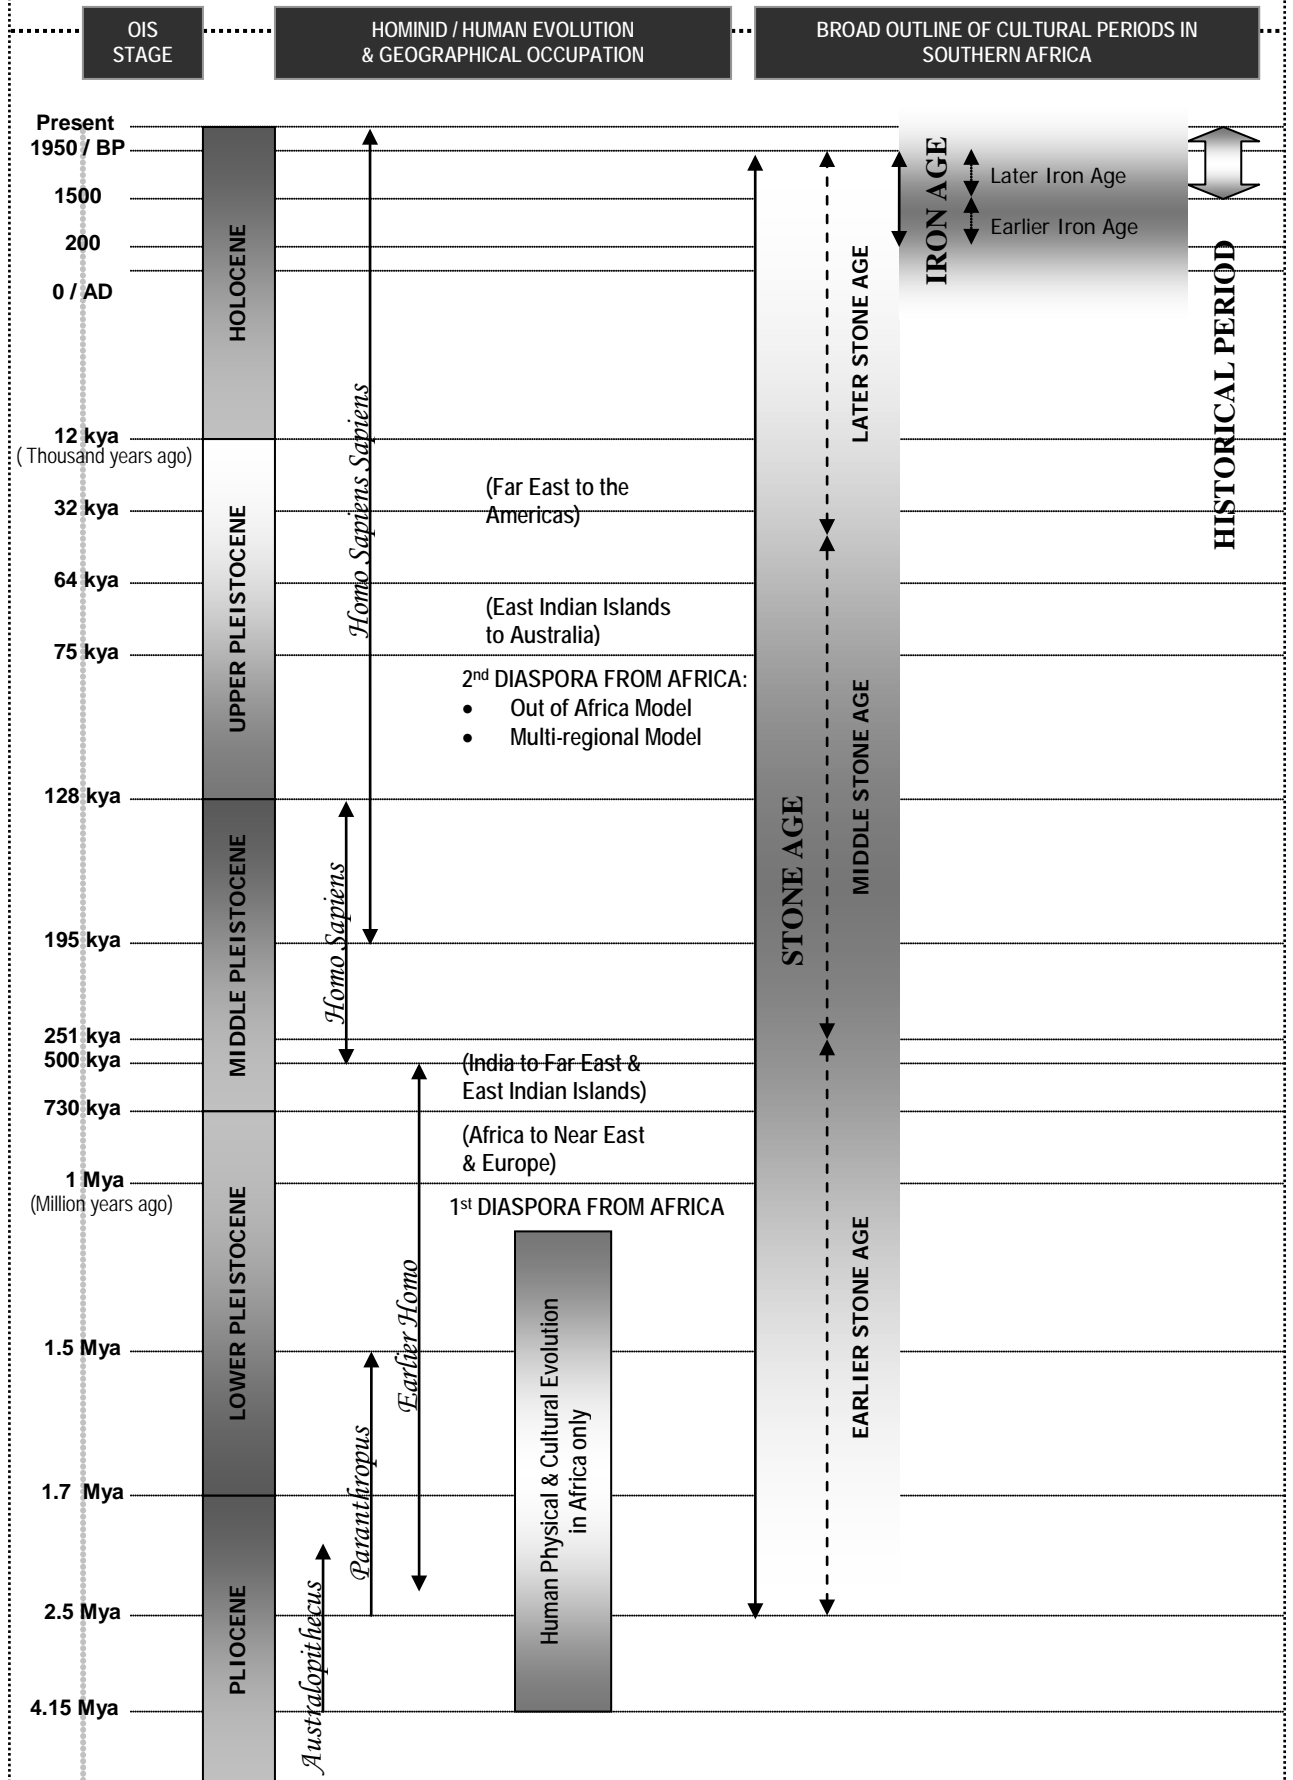 OIS
STAGE
HOMINID / HUMAN EVOLUTION
& GEOGRAPHICAL OCCUPATION
BROAD OUTLINE OF CULTURAL PERIODS IN
SOUTHERN AFRICA
Present
1950 / BP
1500
200
0 / AD
12 kya
( Thousand years ago)
32 kya
64 kya
75 kya
128 kya
195 kya
251 kya
500 kya
730 kya
1 Mya
(Million years ago)
1.5 Mya
1.7 Mya
2.5 Mya
4.15 Mya
HOLOCENE
UPPER PLEISTOCENE
MIDDLE PLEISTOCENE
LOWER PLEISTOCENE
PLIOCENE
Homo Sapiens Sapiens
Homo Sapiens
Earlier Homo
Paranthropus
Australopithecus
(Far East to the
Americas)
(East Indian Islands
to Australia)
2nd DIASPORA FROM AFRICA:
• Out of Africa Model
• Multi-regional Model
(India to Far East &
East Indian Islands)
(Africa to Near East
& Europe)
1st DIASPORA FROM AFRICA
Human Physical & Cultural Evolution
in Africa only
STONE AGE
LATER STONE AGE
MIDDLE STONE AGE
EARLIER STONE AGE
IRON AGE
Later Iron Age
Earlier Iron Age
HISTORICAL PERIOD